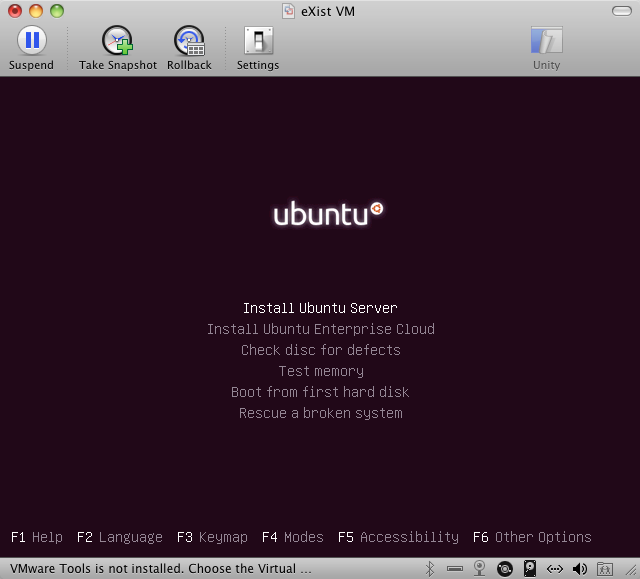 eXist VM
Suspend Take Snapshot Rollback Settings Unity
ubuntu
Install Ubuntu Server
Install Ubuntu Enterprise Cloud
Check disc for defects
Test memory
Boot from first hard disk
Rescue a broken system
F1 Help F2 Language F3 Keymap F4 Modes F5 Accessibility F6 Other Options
VMware Tools is not installed. Choose the Virtual ...